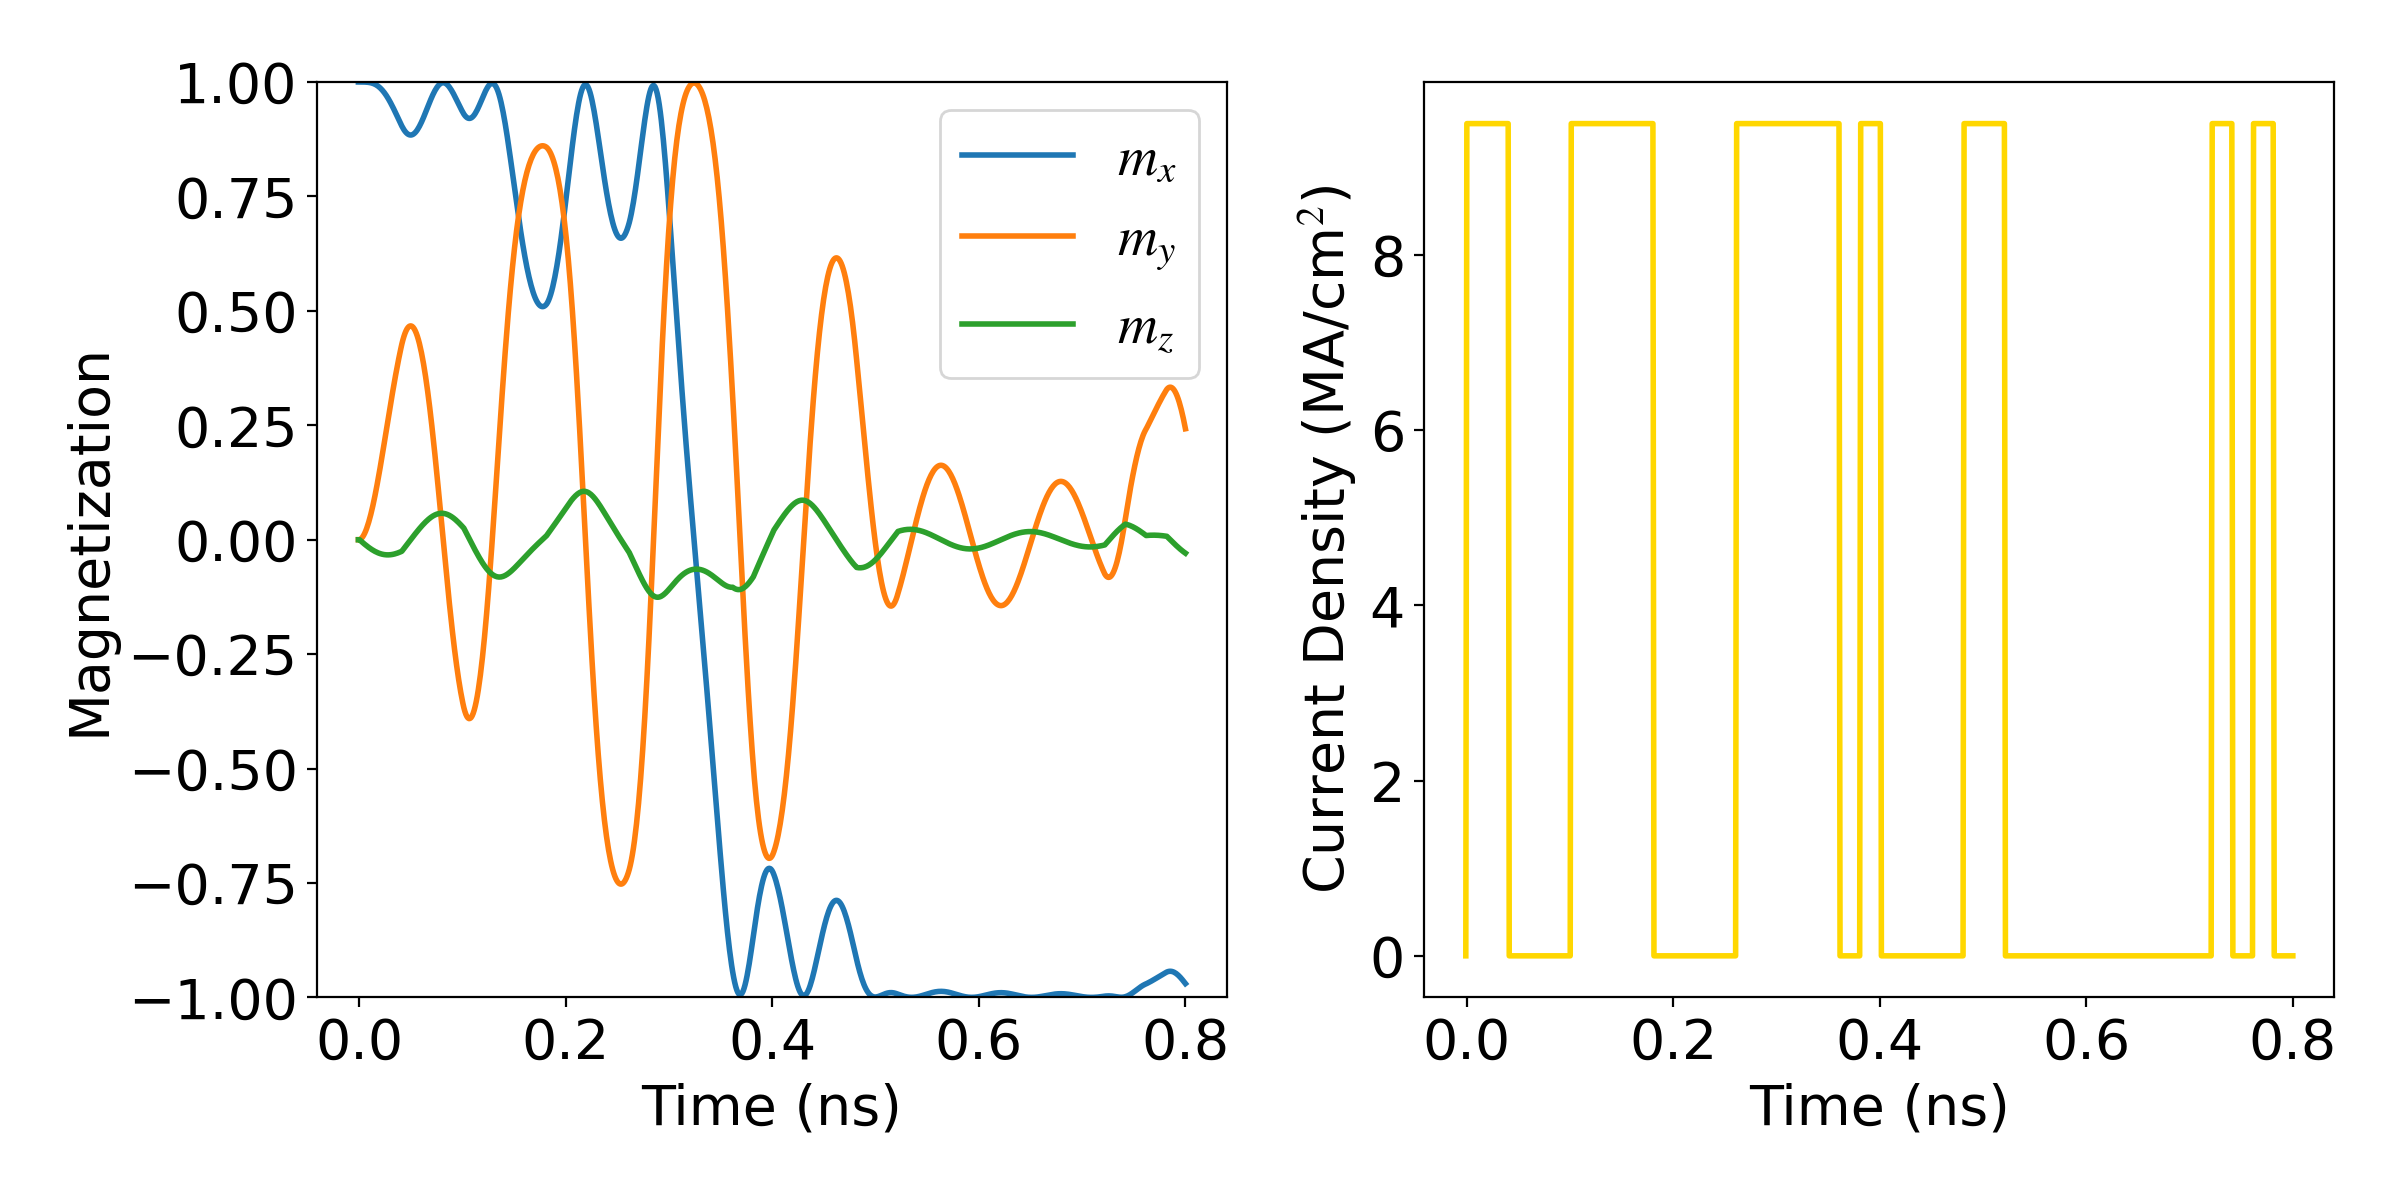 Magnetization
1.00
0.75
0.50
0.25
0.00
−0.25
−0.50
−0.75
−1.00
0.0 0.2 0.4 0.6 0.8
Time (ns)
m_x
m_y
m_z
Current Density (MA/cm²)
8
6
4
2
0
0.0 0.2 0.4 0.6 0.8
Time (ns)